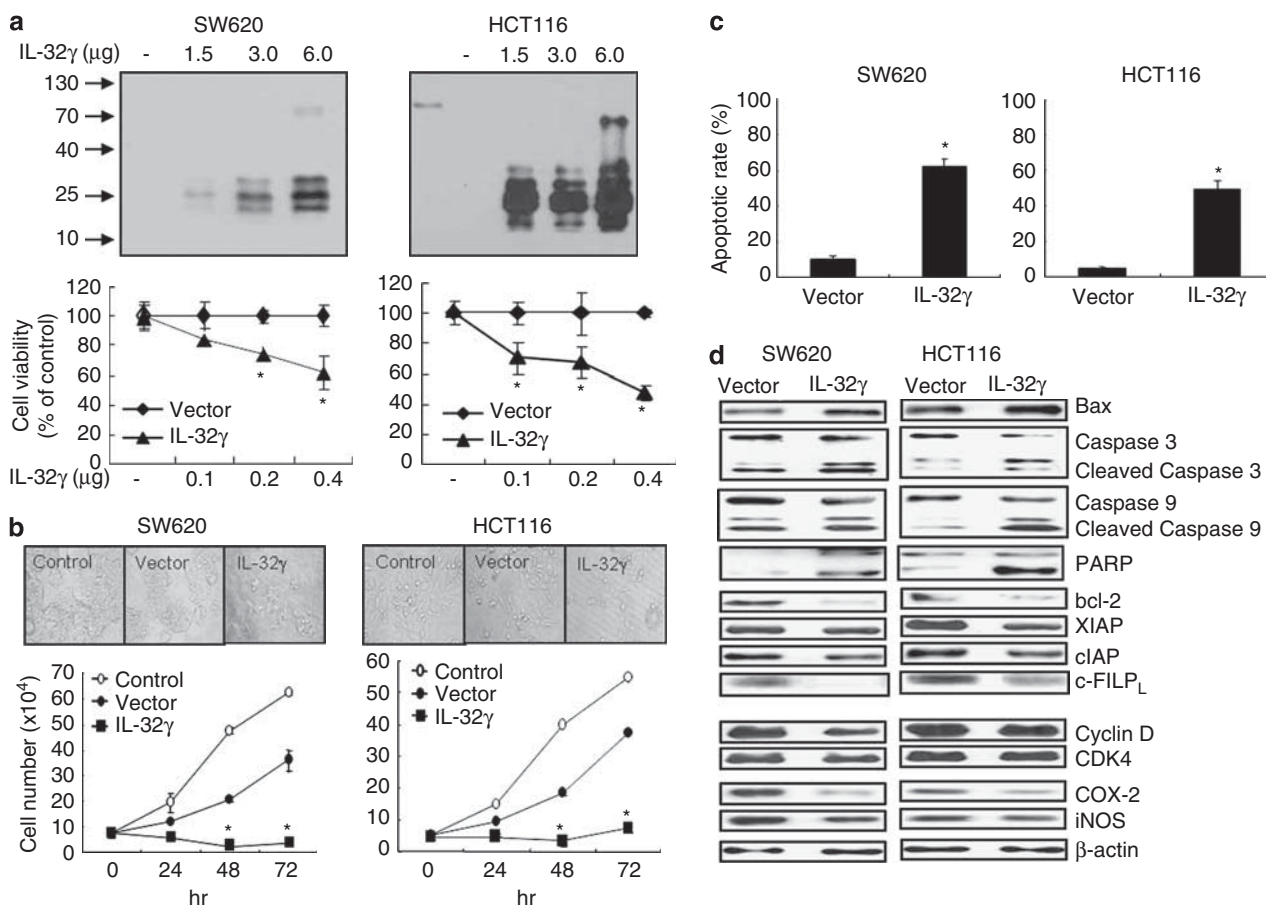 a
SW620
HCT116
IL-32γ (μg) - 1.5 3.0 6.0
- 1.5 3.0 6.0
130
70
40
25
10
Cell viability
(% of control)
120
100
80
60
40
120
100
0
120
100
80
60
40
20
0
*
*
*
*
*
Vector
IL-32γ
Vector
IL-32γ
IL-32γ (μg) - 0.1 0.2 0.4
- 0.1 0.2 0.4
b
SW620
HCT116
Control Vector IL-32γ
Control Vector IL-32γ
Cell number (x10⁴)
70
60
50
40
30
20
10
0
Control
Vector
IL-32γ
* *
0 24 48 72
hr
60
50
40
30
20
10
0
Control
Vector
IL-32γ
* *
0 24 48 72
hr
c
SW620
HCT116
Apoptotic rate (%)
100
80
60
40
20
0
*
Vector IL-32γ
100
80
60
40
20
0
*
Vector IL-32γ
d
SW620 HCT116
Vector IL-32γ Vector IL-32γ
Bax
Caspase 3
Cleaved Caspase 3
Caspase 9
Cleaved Caspase 9
PARP
bcl-2
XIAP
cIAP
c-FILP_L
Cyclin D
CDK4
COX-2
iNOS
β-actin